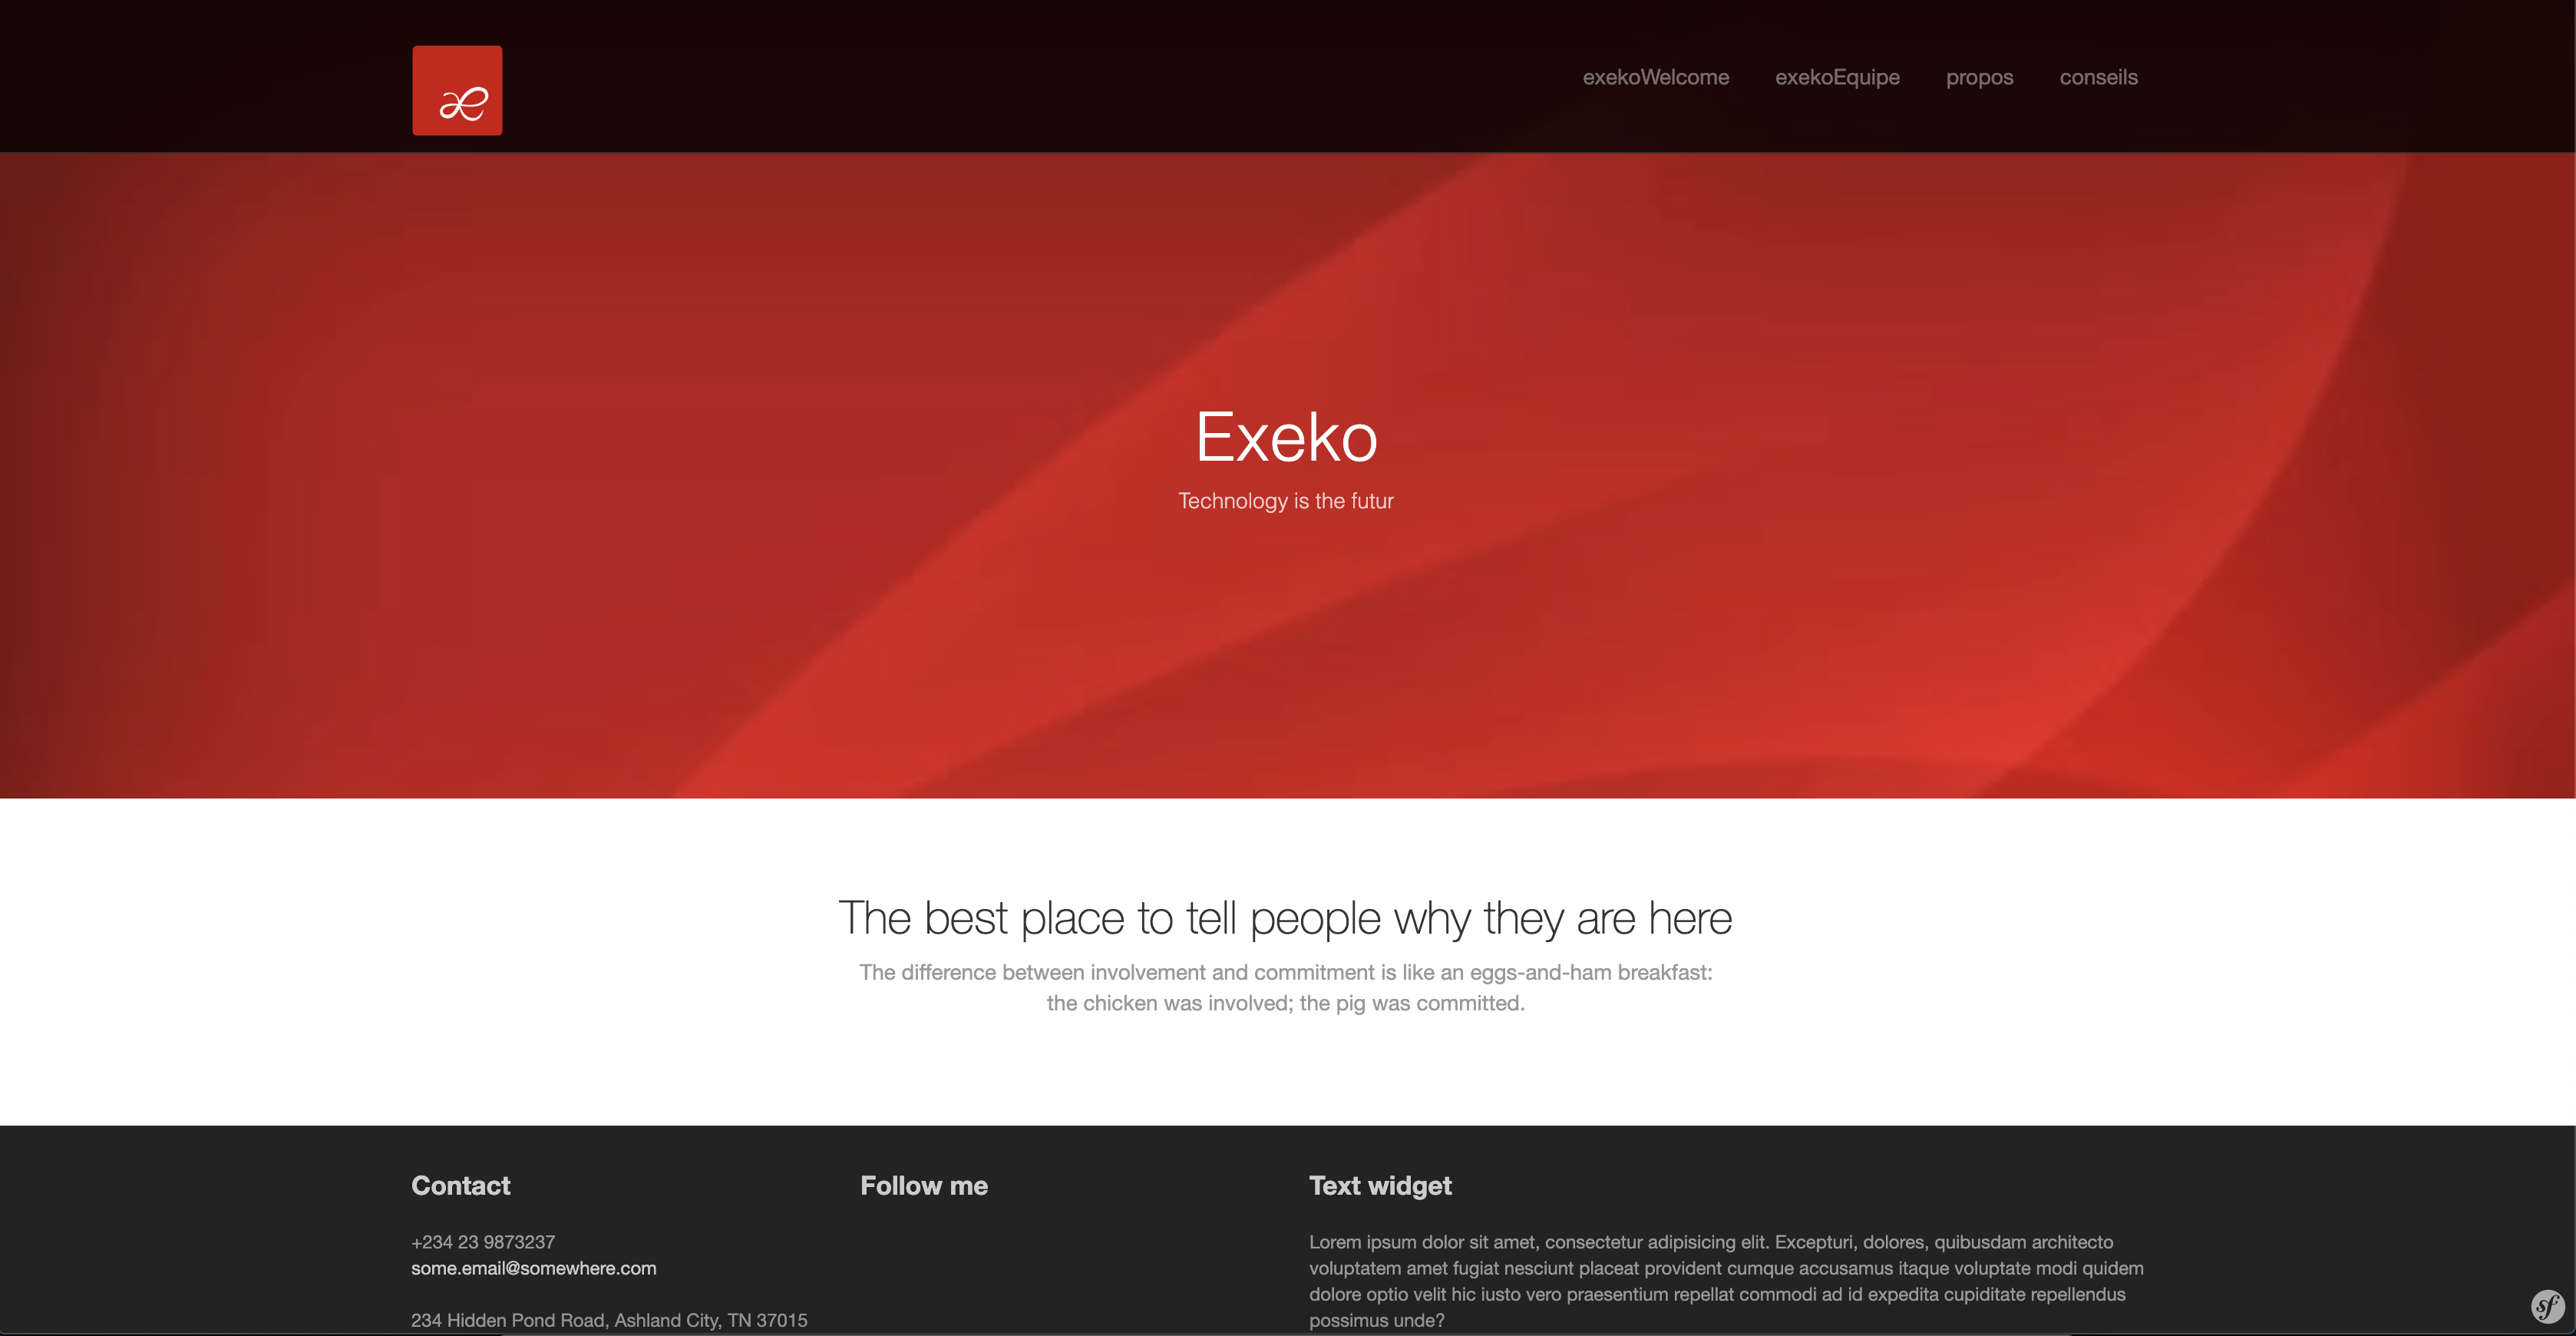 exekoWelcome exekoEquipe propos conseils
Exeko
Technology is the futur
The best place to tell people why they are here
The difference between involvement and commitment is like an eggs-and-ham breakfast:
the chicken was involved; the pig was committed.
Contact
+234 23 9873237
some.email@somewhere.com
234 Hidden Pond Road, Ashland City, TN 37015
Follow me
Text widget
Lorem ipsum dolor sit amet, consectetur adipisicing elit. Excepturi, dolores, quibusdam architecto
voluptatem amet fugiat nesciunt placeat provident cumque accusamus itaque voluptate modi quidem
dolore optio velit hic iusto vero praesentium repellat commodi ad id expedita cupiditate repellendus
possimus unde?
sf